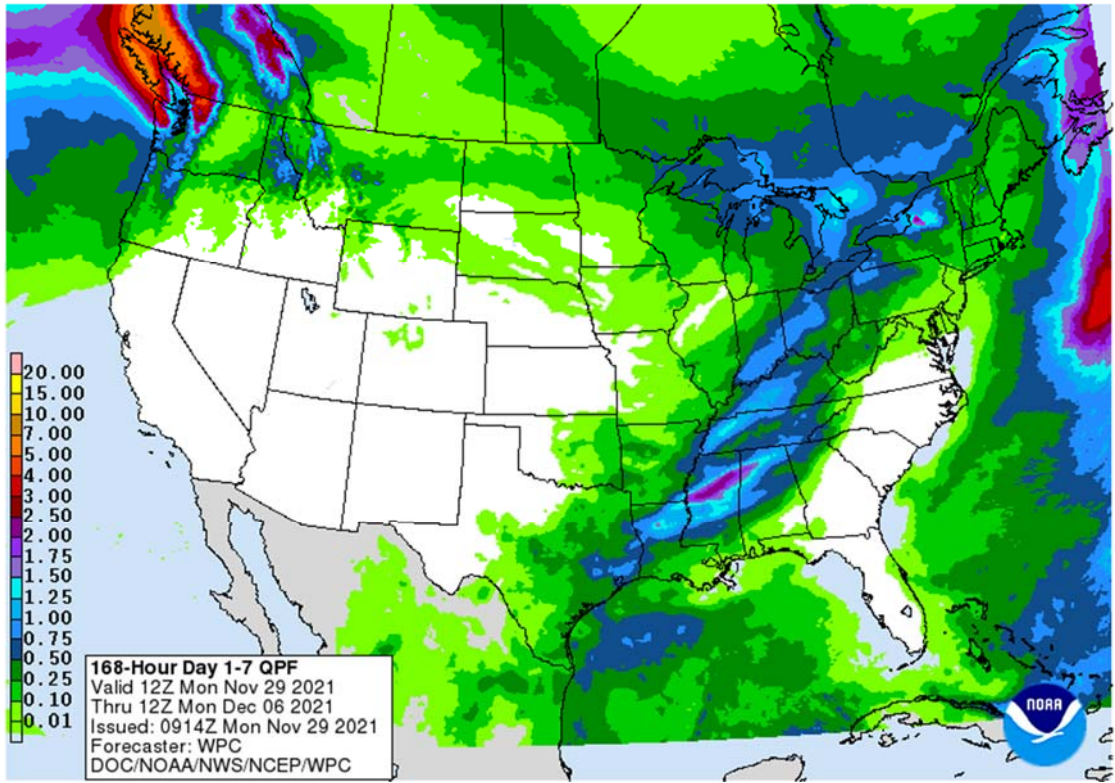 20.00
15.00
10.00
7.00
5.00
4.00
3.00
2.50
2.00
1.75
1.50
1.25
1.00
0.75
0.50
0.25
0.10
0.01
168-Hour Day 1-7 QPF
Valid 12Z Mon Nov 29 2021
Thru 12Z Mon Dec 06 2021
Issued: 0914Z Mon Nov 29 2021
Forecaster: WPC
DOC/NOAA/NWS/NCEP/WPC
NOAA